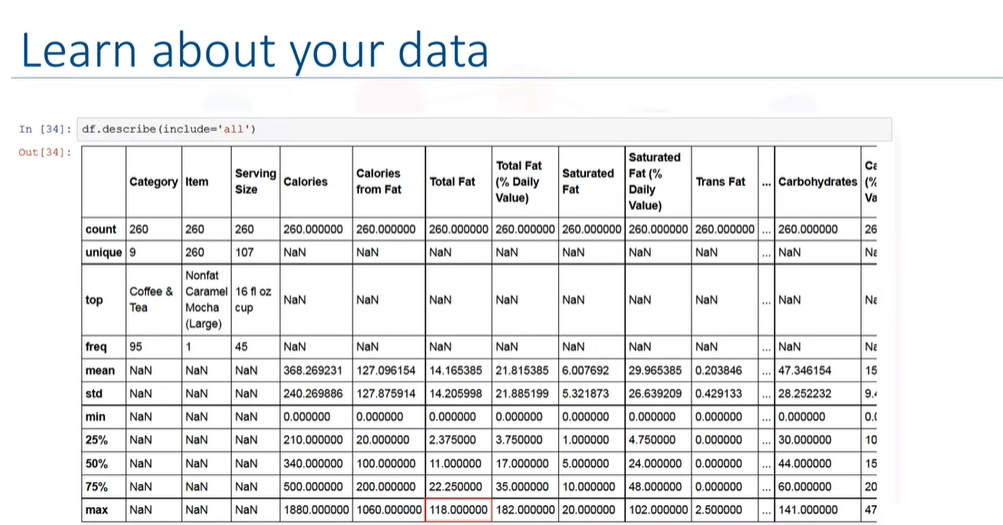 Learn about your data
In [34]: df.describe(include='all')
Out[34]:
Category Item Serving Size Calories Calories from Fat Total Fat Total Fat (% Daily Value) Saturated Fat Saturated Fat (% Daily Value) Trans Fat ... Carbohydrates Ca (% Va
count 260 260 260 260.000000 260.000000 260.000000 260.000000 260.000000 260.000000 260.000000 ... 260.000000 26
unique 9 260 107 NaN NaN NaN NaN NaN NaN NaN ... NaN Na
top Coffee & Tea Nonfat Caramel Mocha (Large) 16 fl oz cup NaN NaN NaN NaN NaN NaN NaN ... NaN Na
freq 95 1 45 NaN NaN NaN NaN NaN NaN NaN ... NaN Na
mean NaN NaN NaN 368.269231 127.096154 14.165385 21.815385 6.007692 29.965385 0.203846 ... 47.346154 15
std NaN NaN NaN 240.269886 127.875914 14.205998 21.885199 5.321873 26.639209 0.429133 ... 28.252232 9.4
min NaN NaN NaN 0.000000 0.000000 0.000000 0.000000 0.000000 0.000000 0.000000 ... 0.000000 0.0
25% NaN NaN NaN 210.000000 20.000000 2.375000 3.750000 1.000000 4.750000 0.000000 ... 30.000000 10
50% NaN NaN NaN 340.000000 100.000000 11.000000 17.000000 5.000000 24.000000 0.000000 ... 44.000000 15
75% NaN NaN NaN 500.000000 200.000000 22.250000 35.000000 10.000000 48.000000 0.000000 ... 60.000000 20
max NaN NaN NaN 1880.000000 1060.000000 118.000000 182.000000 20.000000 102.000000 2.500000 ... 141.000000 47